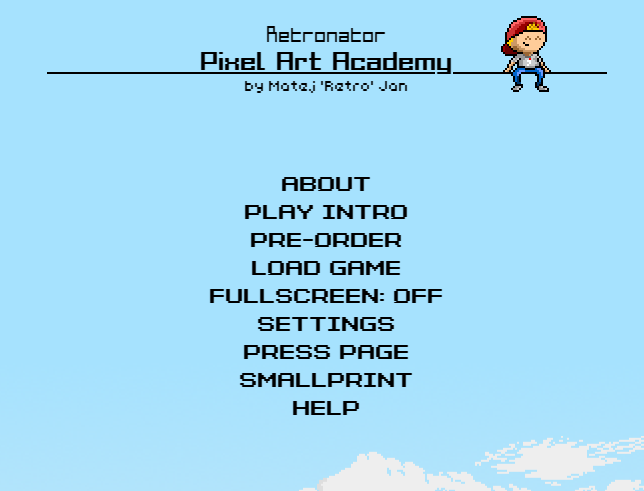 Retronator
Pixel Art Academy
by Matej 'Retro' Jan
ABOUT
PLAY INTRO
PRE-ORDER
LOAD GAME
FULLSCREEN: OFF
SETTINGS
PRESS PAGE
SMALLPRINT
HELP